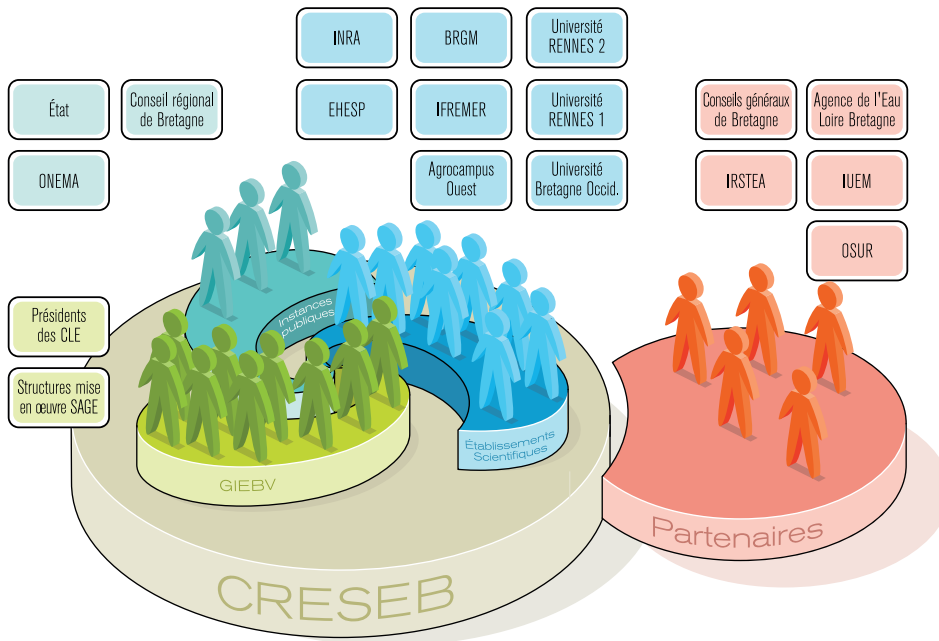 INRA
BRGM
Université
RENNES 2
État
Conseil régional
de Bretagne
EHESP
IFREMER
Université
RENNES 1
Conseils généraux
de Bretagne
Agence de l'Eau
Loire Bretagne
ONEMA
Agrocampus
Ouest
Université
Bretagne Occid.
IRSTEA
IUEM
OSUR
Présidents
des CLE
Structures mise
en œuvre SAGE
Instances
publiques
Établissements
Scientifiques
GIEBV
Partenaires
CRESEB